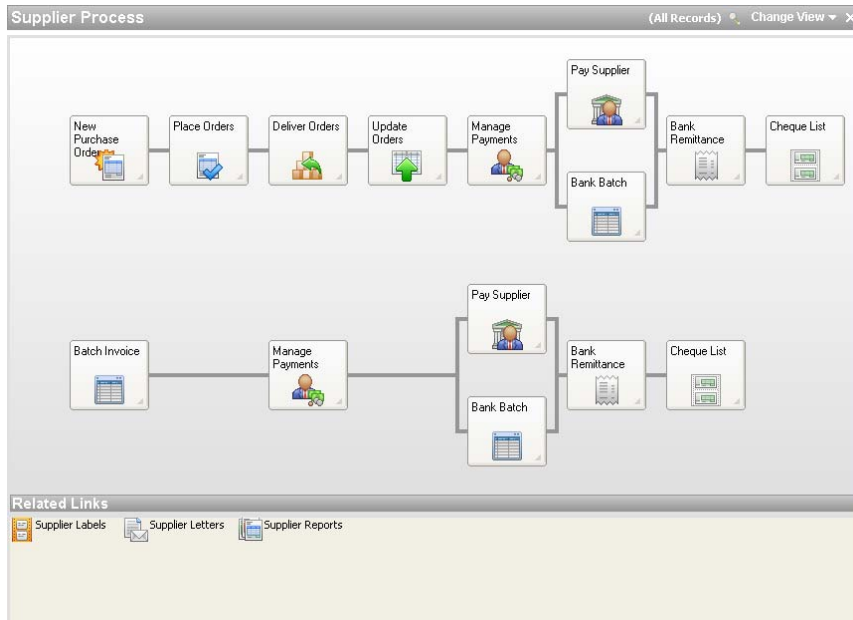 Supplier Process
(All Records)
Change View
New
Purchase
Order
Place Orders
Deliver Orders
Update
Orders
Manage
Payments
Pay Supplier
Bank Batch
Bank
Remittance
Cheque List
Batch Invoice
Manage
Payments
Pay Supplier
Bank Batch
Bank
Remittance
Cheque List
Related Links
Supplier Labels
Supplier Letters
Supplier Reports